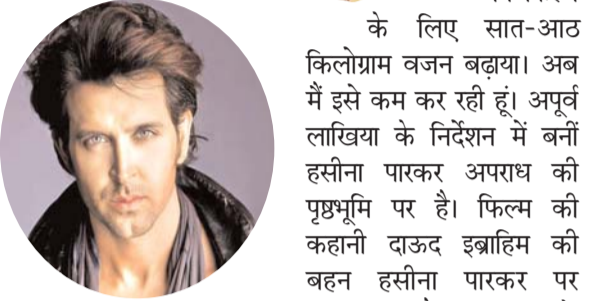 के लिए सात-आठ
किलोग्राम वजन बढ़ाया। अब
मैं इसे कम कर रही हूं। अपूर्व
लाखिया के निर्देशन में बनीं
हसीना पारकर अपराध की
पृष्ठभूमि पर है। फिल्म की
कहानी दाऊद इब्राहिम की
बहन हसीना पारकर पर